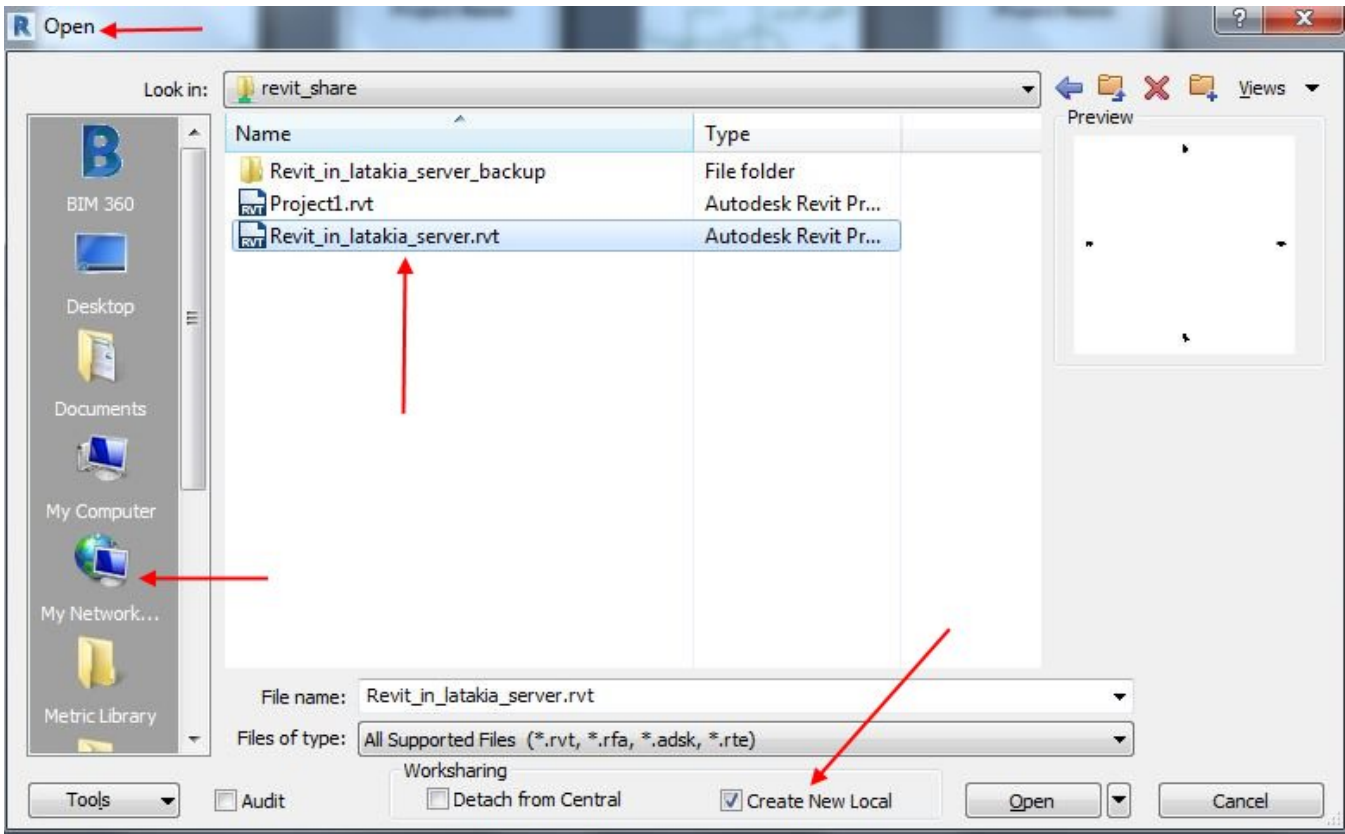 Open
Look in: revit_share Views
Name Type Preview
Revit_in_latakia_server_backup File folder
Project1.rvt Autodesk Revit Pr...
Revit_in_latakia_server.rvt Autodesk Revit Pr...
BIM 360
Desktop
Documents
My Computer
My Network...
Metric Library
File name: Revit_in_latakia_server.rvt
Files of type: All Supported Files (*.rvt, *.rfa, *.adsk, *.rte)
Worksharing
Tools Audit Detach from Central Create New Local Open Cancel